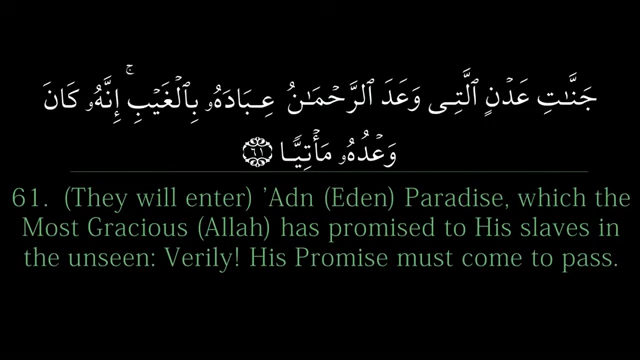 جَنَّـٰتِ عَدۡنٍ ٱلَّتِى وَعَدَ ٱلرَّحۡمَـٰنُ عِبَادَهُۥ بِٱلۡغَيۡبِۚ إِنَّهُۥ كَانَ
وَعۡدُهُۥ مَأۡتِيًّا ٦١
61. (They will enter) ’Adn (Eden) Paradise, which the
Most Gracious (Allah) has promised to His slaves in
the unseen: Verily! His Promise must come to pass.